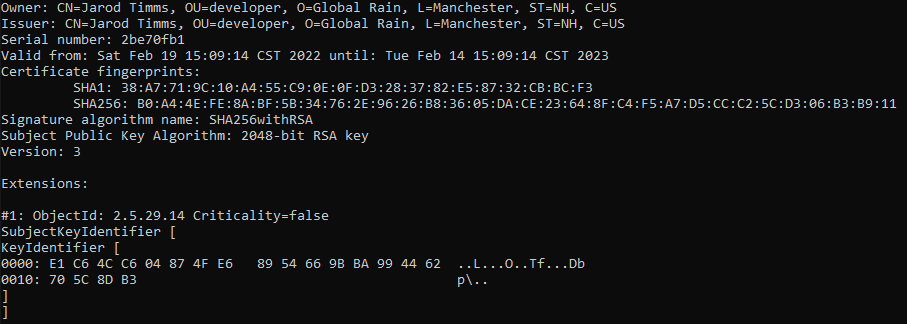 Owner: CN=Jarod Timms, OU=developer, O=Global Rain, L=Manchester, ST=NH, C=US
Issuer: CN=Jarod Timms, OU=developer, O=Global Rain, L=Manchester, ST=NH, C=US
Serial number: 2be70fb1
Valid from: Sat Feb 19 15:09:14 CST 2022 until: Tue Feb 14 15:09:14 CST 2023
Certificate fingerprints:
         SHA1: 38:A7:71:9C:10:A4:55:C9:0E:0F:D3:28:37:82:E5:87:32:CB:BC:F3
         SHA256: B0:A4:4E:FE:8A:BF:5B:34:76:2E:96:26:B8:36:05:DA:CE:23:64:8F:C4:F5:A7:D5:CC:C2:5C:D3:06:B3:B9:11
Signature algorithm name: SHA256withRSA
Subject Public Key Algorithm: 2048-bit RSA key
Version: 3

Extensions:

#1: ObjectId: 2.5.29.14 Criticality=false
SubjectKeyIdentifier [
KeyIdentifier [
0000: E1 C6 4C C6 04 87 4F E6   89 54 66 9B BA 99 44 62  ..L...O..Tf...Db
0010: 70 5C 8D B3                                        p\..
]
]